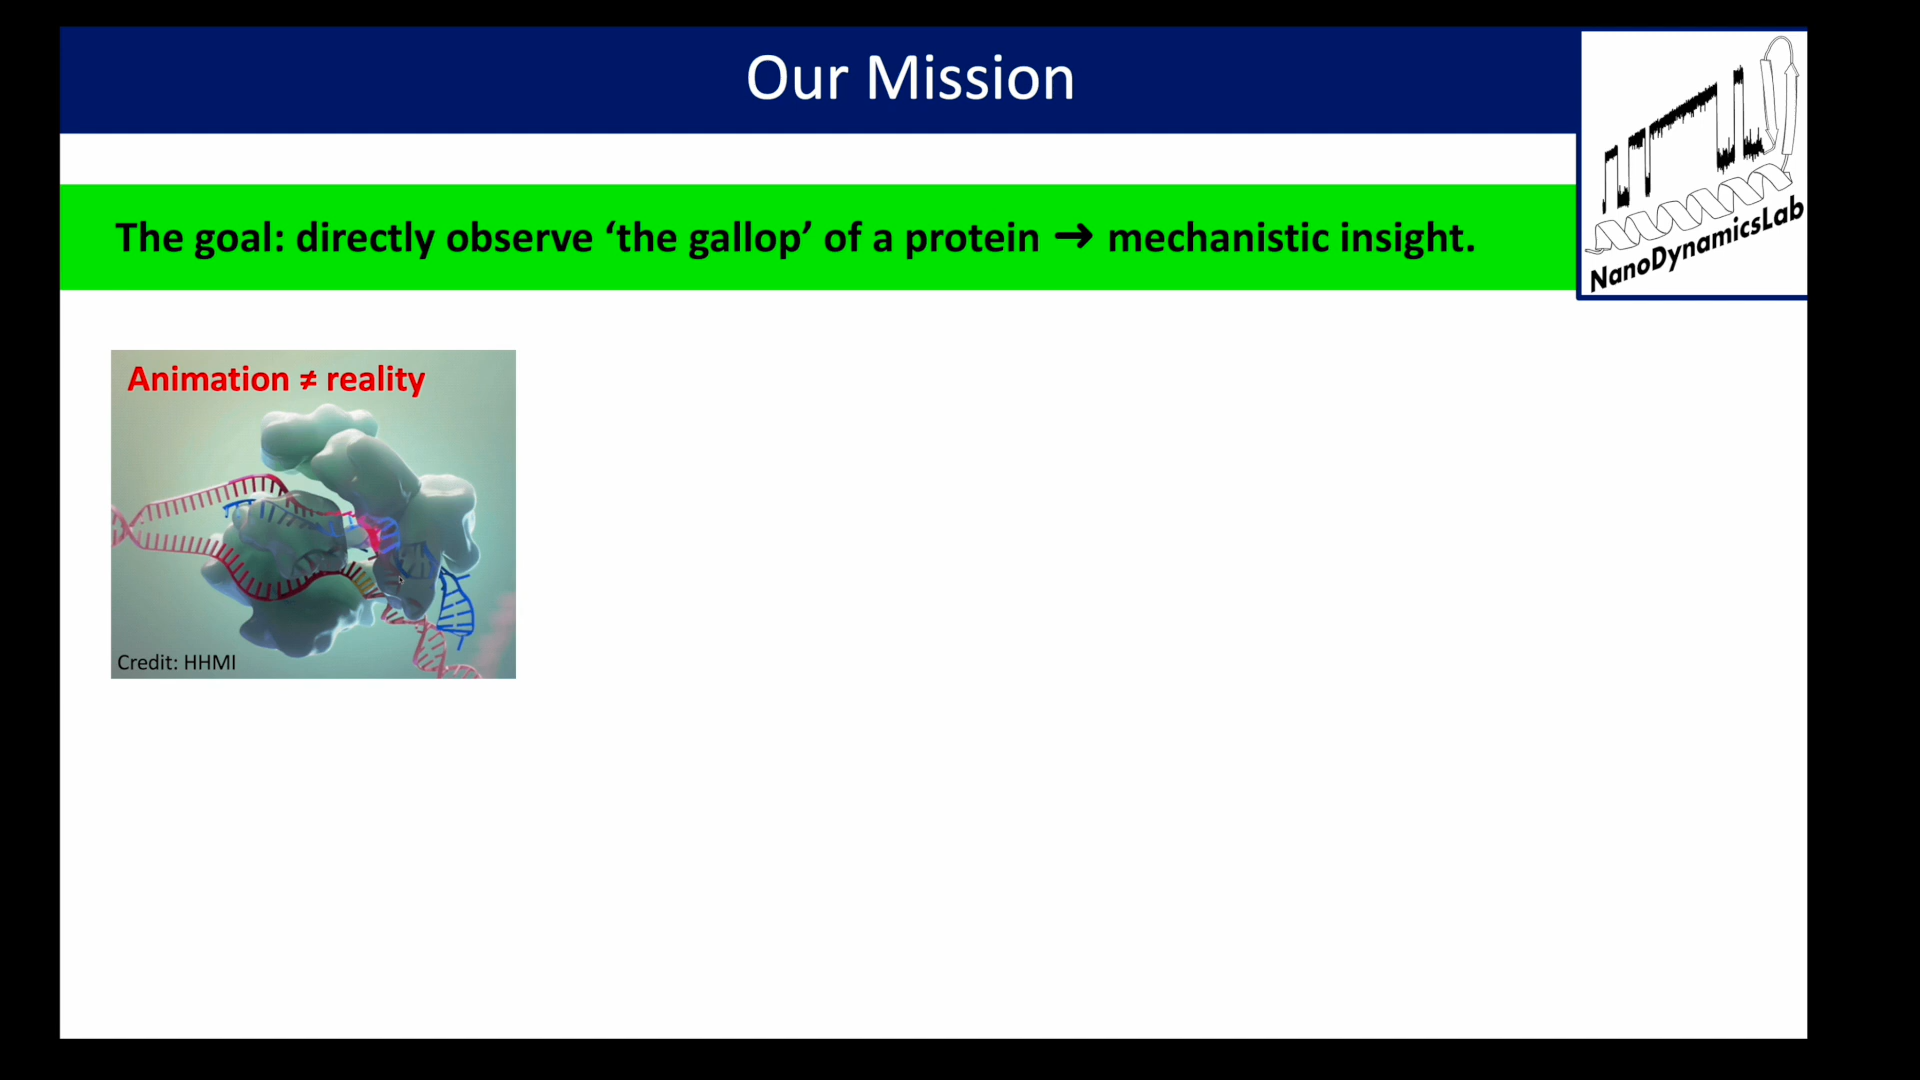 Our Mission
The goal: directly observe ‘the gallop’ of a protein ➔ mechanistic insight.
NanoDynamicsLab
Animation ≠ reality
Credit: HHMI